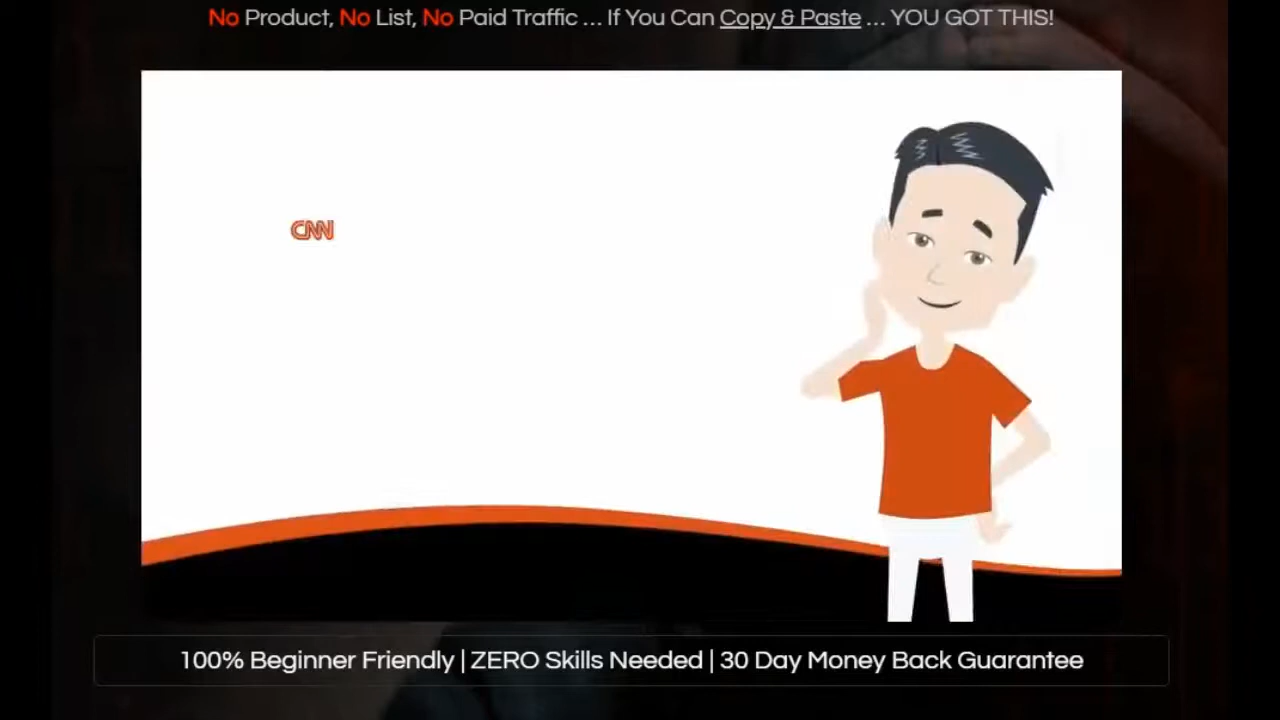 No Product, No List, No Paid Traffic ... If You Can Copy & Paste ... YOU GOT THIS!
CNN
100% Beginner Friendly | ZERO Skills Needed | 30 Day Money Back Guarantee